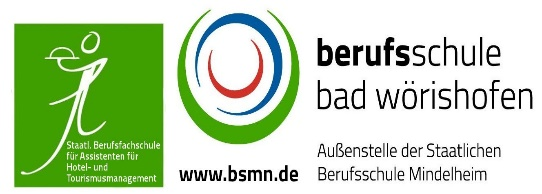 Staatl. Berufsfachschule
für Assistenten für
Hotel- und
Tourismusmanagement
www.bsmn.de
berufsschule
bad wörishofen
Außenstelle der Staatlichen
Berufsschule Mindelheim